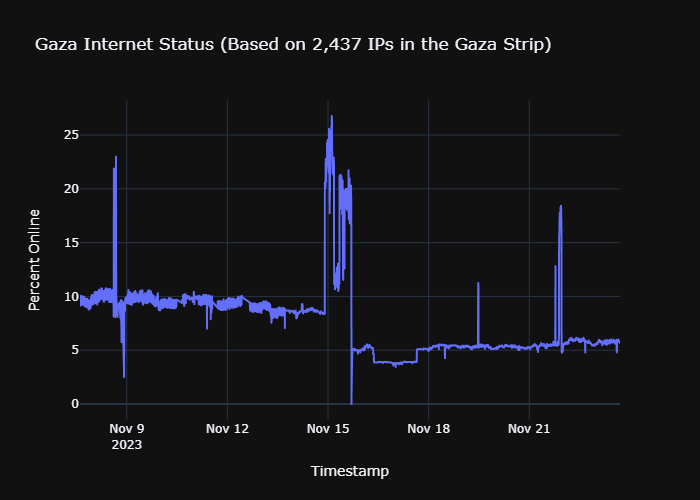 Gaza Internet Status (Based on 2,437 IPs in the Gaza Strip)
Percent Online
25
20
15
10
5
0
Nov 9 Nov 12 Nov 15 Nov 18 Nov 21
2023
Timestamp